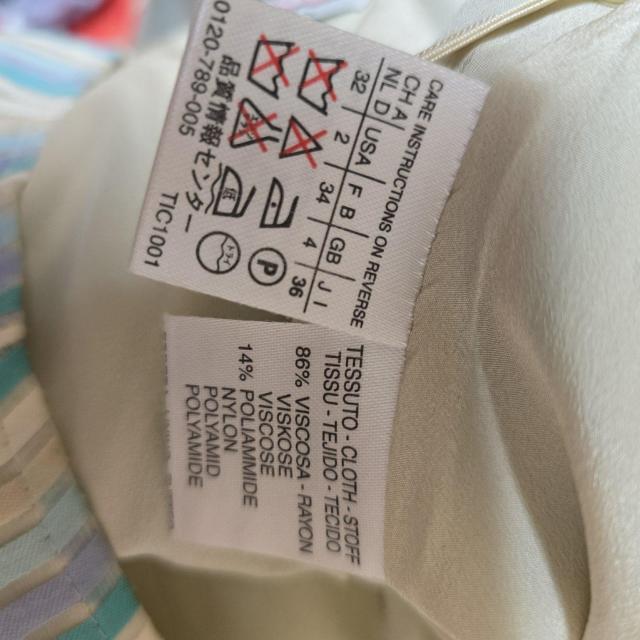 CARE INSTRUCTIONS ON REVERSE
CH A
NL D USA F B GB J I
32 2 34 4 36
P
0120-789-005
品質情報センター
TIC1001
TESSUTO - CLOTH - STOFF
TISSU - TEJIDO - TECIDO
86% VISCOSA - RAYON
VISKOSE
VISCOSE
14% POLIAMMIDE
NYLON
POLYAMID
POLYAMIDE